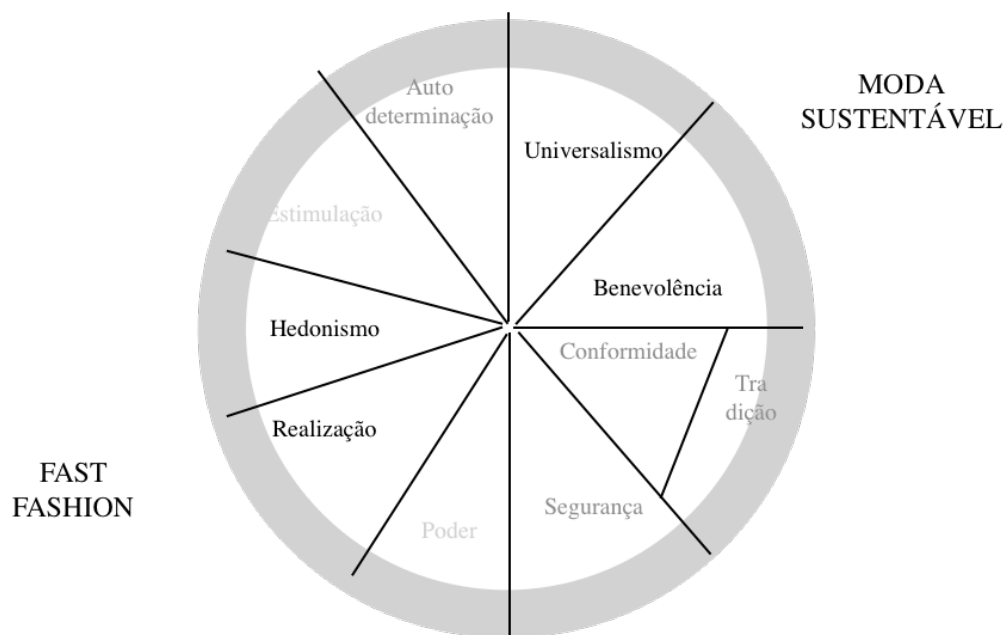 Auto
determinação
MODA
SUSTENTÁVEL
Universalismo
Estimulação
Benevolência
Hedonismo
Conformidade
Tra
dição
Realização
FAST
FASHION
Segurança
Poder